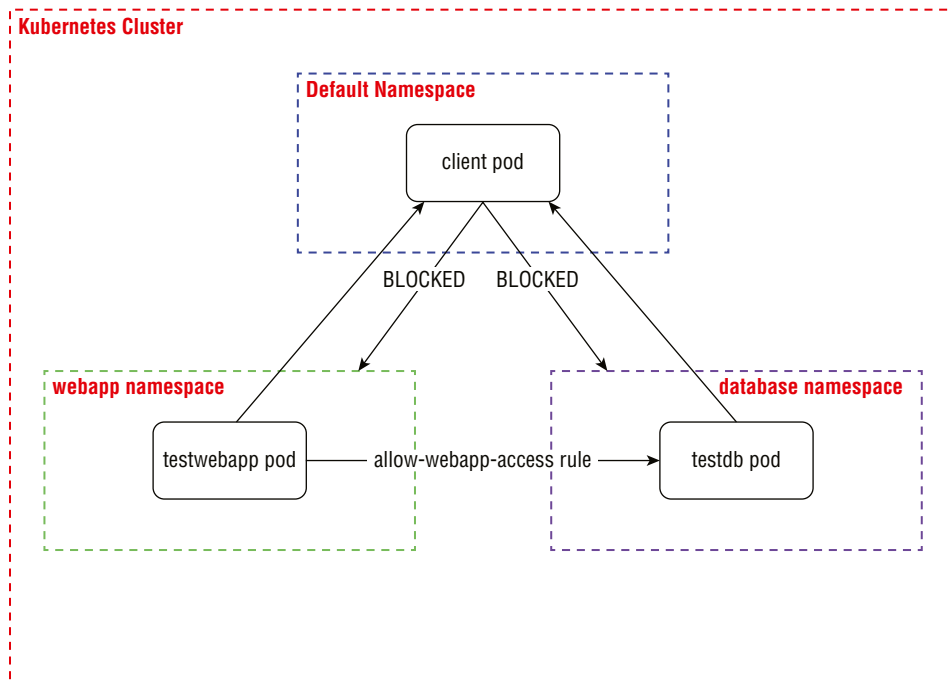 Kubernetes Cluster
Default Namespace
client pod
BLOCKED
BLOCKED
webapp namespace
database namespace
testwebapp pod
allow-webapp-access rule
testdb pod